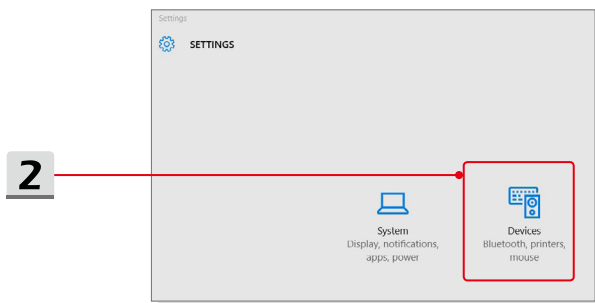 Settings
SETTINGS
2
System
Display, notifications,
apps, power
Devices
Bluetooth, printers,
mouse